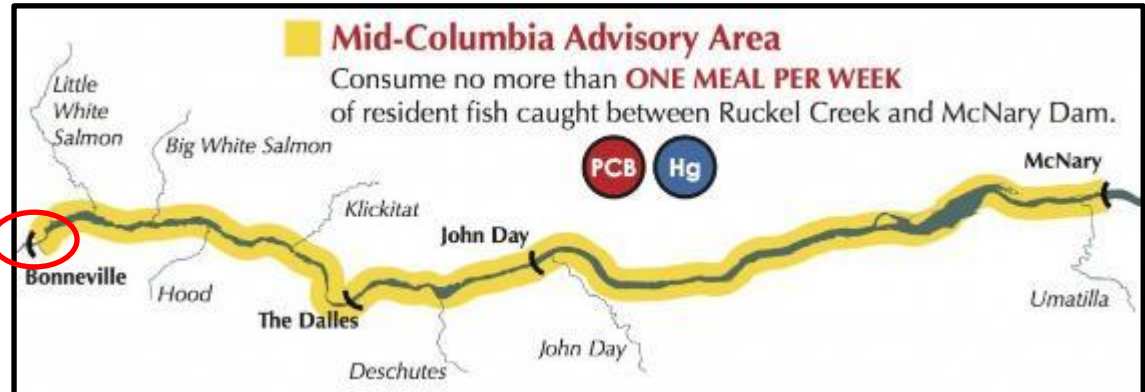 Mid-Columbia Advisory Area
Consume no more than ONE MEAL PER WEEK
of resident fish caught between Ruckel Creek and McNary Dam.
PCB Hg
Little
White
Salmon
Big White Salmon
Klickitat
John Day
McNary
Bonneville
Hood
The Dalles
Deschutes
John Day
Umatilla